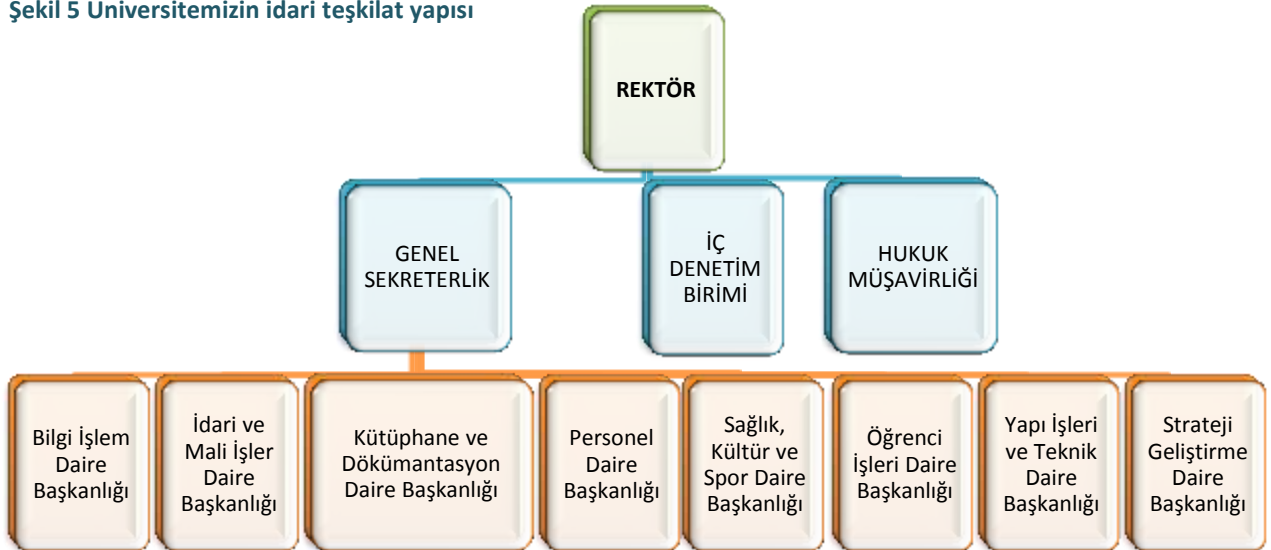 Şekil 5 Üniversitemizin idari teşkilat yapısı
REKTÖR
GENEL
SEKRETERLİK
İÇ
DENETİM
BİRİMİ
HUKUK
MÜŞAVİRLİĞİ
Bilgi İşlem
Daire
Başkanlığı
İdari ve
Mali İşler
Daire
Başkanlığı
Kütüphane ve
Dökümantasyon
Daire Başkanlığı
Personel
Daire
Başkanlığı
Sağlık,
Kültür ve
Spor Daire
Başkanlığı
Öğrenci
İşleri Daire
Başkanlığı
Yapı İşleri
ve Teknik
Daire
Başkanlığı
Strateji
Geliştirme
Daire
Başkanlığı